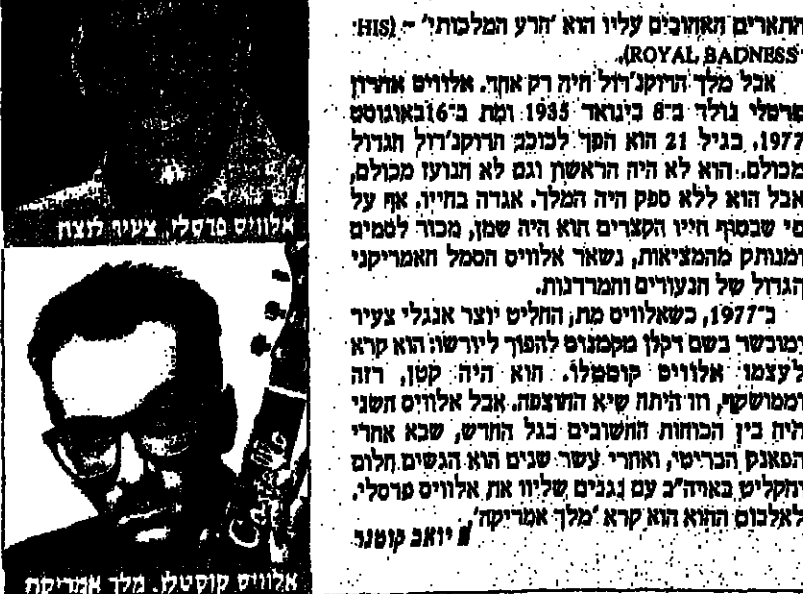 התארים האהובים עליו הוא 'הרע המלכותי' – (HIS
ROYAL BADNESS).
אבל מלך הרוקנ'רול היה רק אחד. אלוויס אהרון
פרסלי נולד ב־8 בינואר 1935 ומת ב־16באוגוסט
1977. בגיל 21 הוא הפך לכוכב הרוקנ'רול הגדול
מכולם. הוא לא היה הראשון וגם לא הנועז מכולם,
אבל הוא ללא ספק היה המלך. אגדה בחייו. אף על
פי שבסוף חייו הקצרים הוא היה שמן, מכור לסמים
ומנותק מהמציאות, נשאר אלוויס הסמל האמריקני
הגדול של הנעורים והמרדנות.
ב־1977, כשאלוויס מת, החליט יוצר אנגלי צעיר
ומוכשר בשם דקלן מקמנוס להפוך ליורשו: הוא קרא
לעצמו אלוויס קוסטלו. הוא היה קטן, רזה
וממושקף, וזו היתה שיא החוצפה. אבל אלוויס השני
היה בין הכוחות החשובים בגל החדש, שבא אחרי
הפאנק הבריטי, ואחרי עשר שנים הוא הגשים חלום
והקליט באויה"ב עם נגנים שליוו את אלוויס פרסלי.
לאלבום ההוא הוא קרא 'מלך אמריקה'.
יואב קוטנר
אלוויס פרסלי. צעיר לנצח
אלוויס קוסטלו. מלך אמריקה